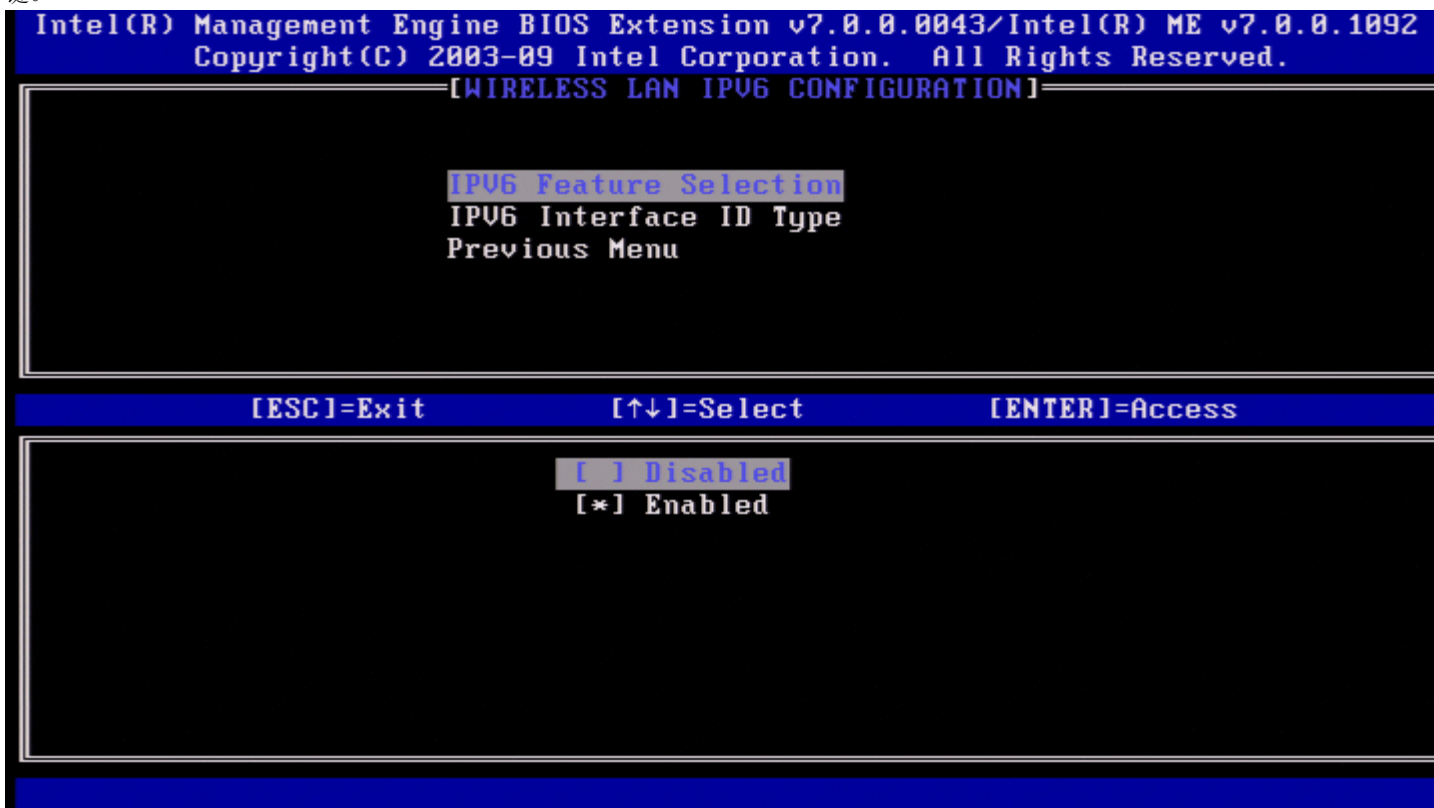 键。
Intel(R) Management Engine BIOS Extension v7.0.0.0043/Intel(R) ME v7.0.0.1092
Copyright(C) 2003-09 Intel Corporation. All Rights Reserved.
[WIRELESS LAN IPV6 CONFIGURATION]
IPV6 Feature Selection
IPV6 Interface ID Type
Previous Menu
[ESC]=Exit [↑↓]=Select [ENTER]=Access
[ ] Disabled
[*] Enabled